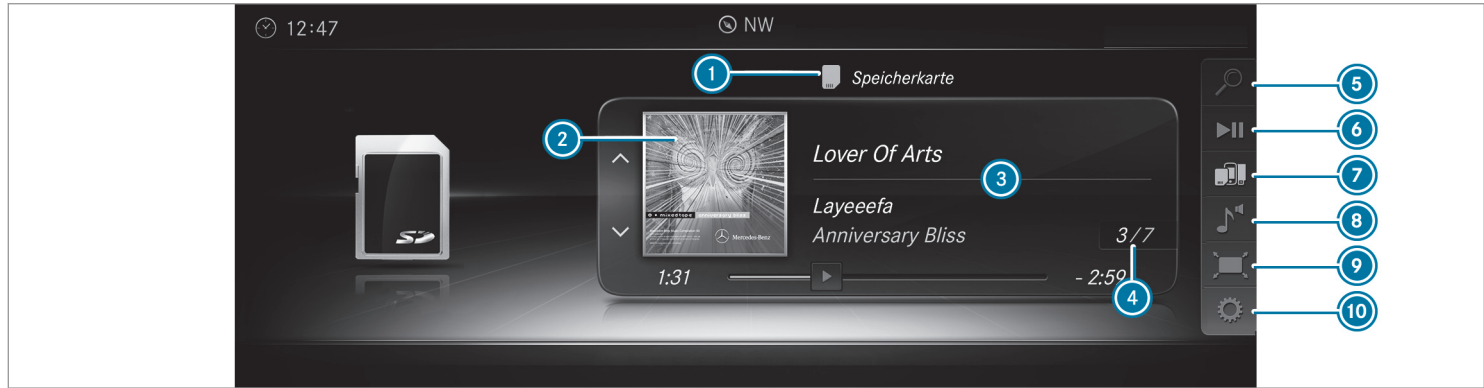 12:47
NW
1
Speicherkarte
5
2
6
Lover Of Arts
3
7
Layeeefa
8
mixedtape anniversary bliss
Mercedes-Benz
Anniversary Bliss
3/7
9
1:31
- 2:59
4
10
SD